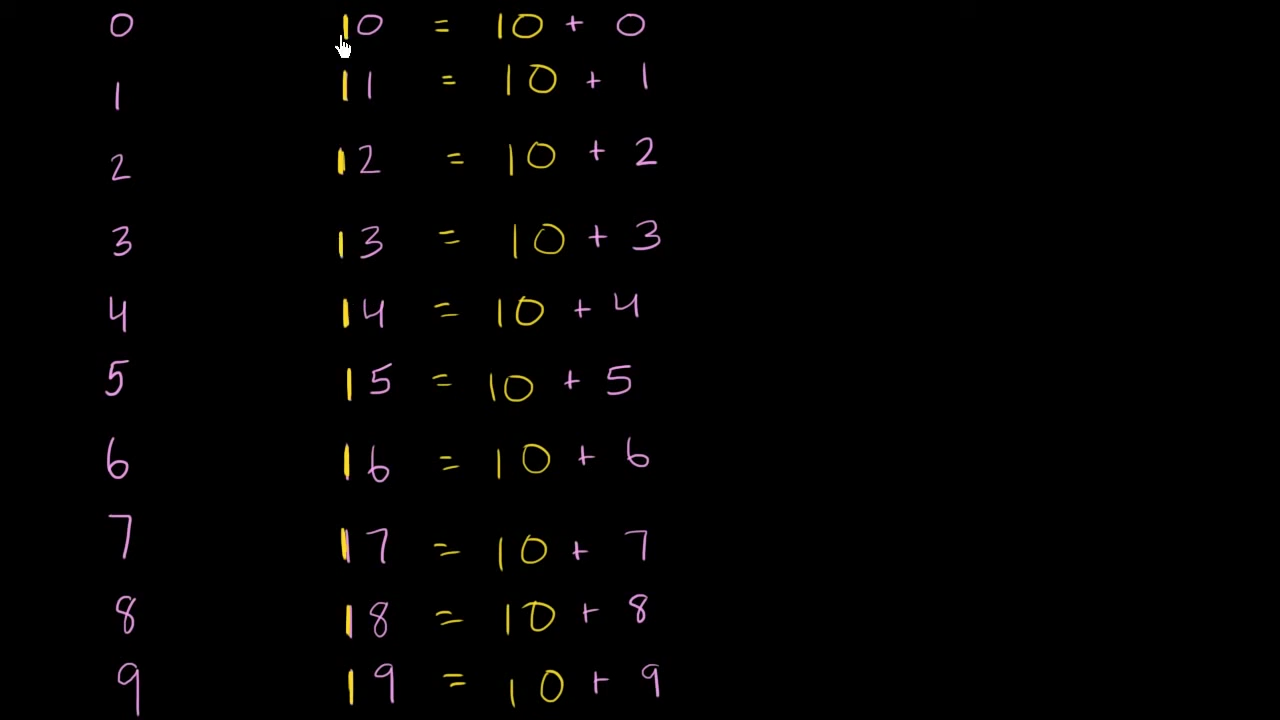 0 10 = 10 + 0
1 11 = 10 + 1
2 12 = 10 + 2
3 13 = 10 + 3
4 14 = 10 + 4
5 15 = 10 + 5
6 16 = 10 + 6
7 17 = 10 + 7
8 18 = 10 + 8
9 19 = 10 + 9